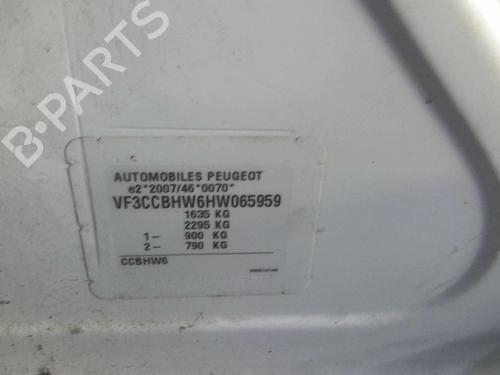 B-PARTS
AUTOMOBILES PEUGEOT
e2*2007/46*0070*
VF3CCBHW6HW065959
1635 KG
2295 KG
1- 900 KG
2- 790 KG
CCBHW6